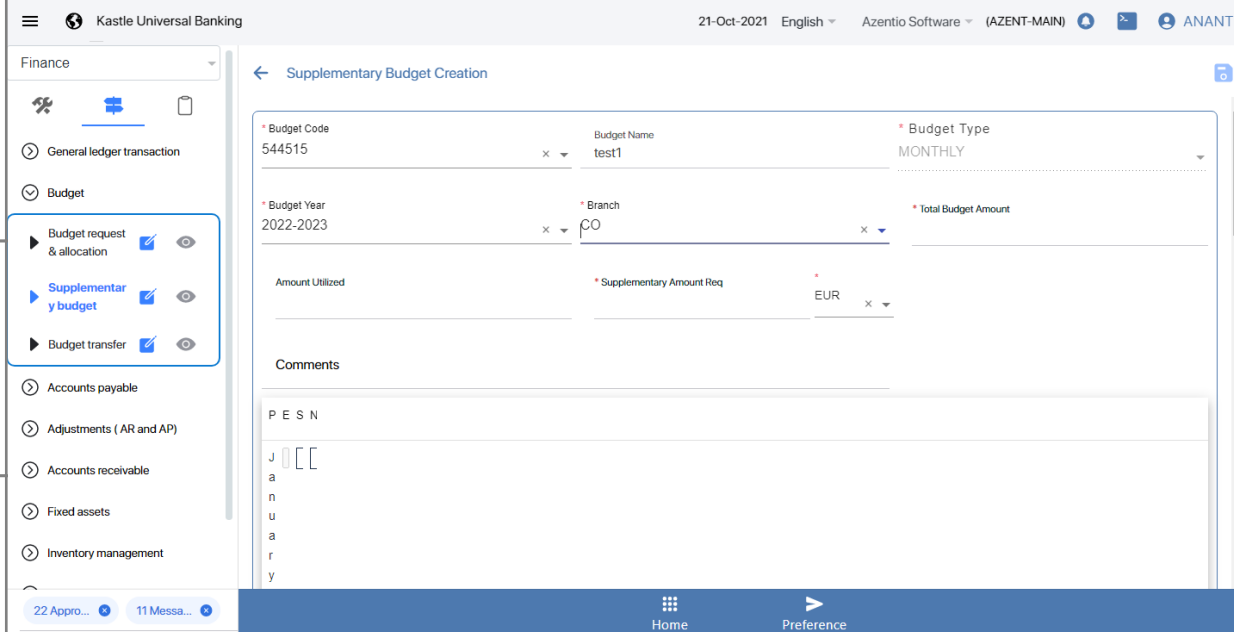 Kastle Universal Banking
21-Oct-2021 English Azentio Software (AZENT-MAIN) ANANT
Finance
General ledger transaction
Budget
Budget request
& allocation
Supplementar
y budget
Budget transfer
Accounts payable
Adjustments ( AR and AP)
Accounts receivable
Fixed assets
Inventory management
22 Appro...
11 Messa...
Supplementary Budget Creation
* Budget Code
544515
Budget Name
test1
* Budget Type
MONTHLY
* Budget Year
2022-2023
* Branch
CO
* Total Budget Amount
Amount Utilized
* Supplementary Amount Req
*
EUR
Comments
P E S N
J
a
n
u
a
r
y
Home
Preference